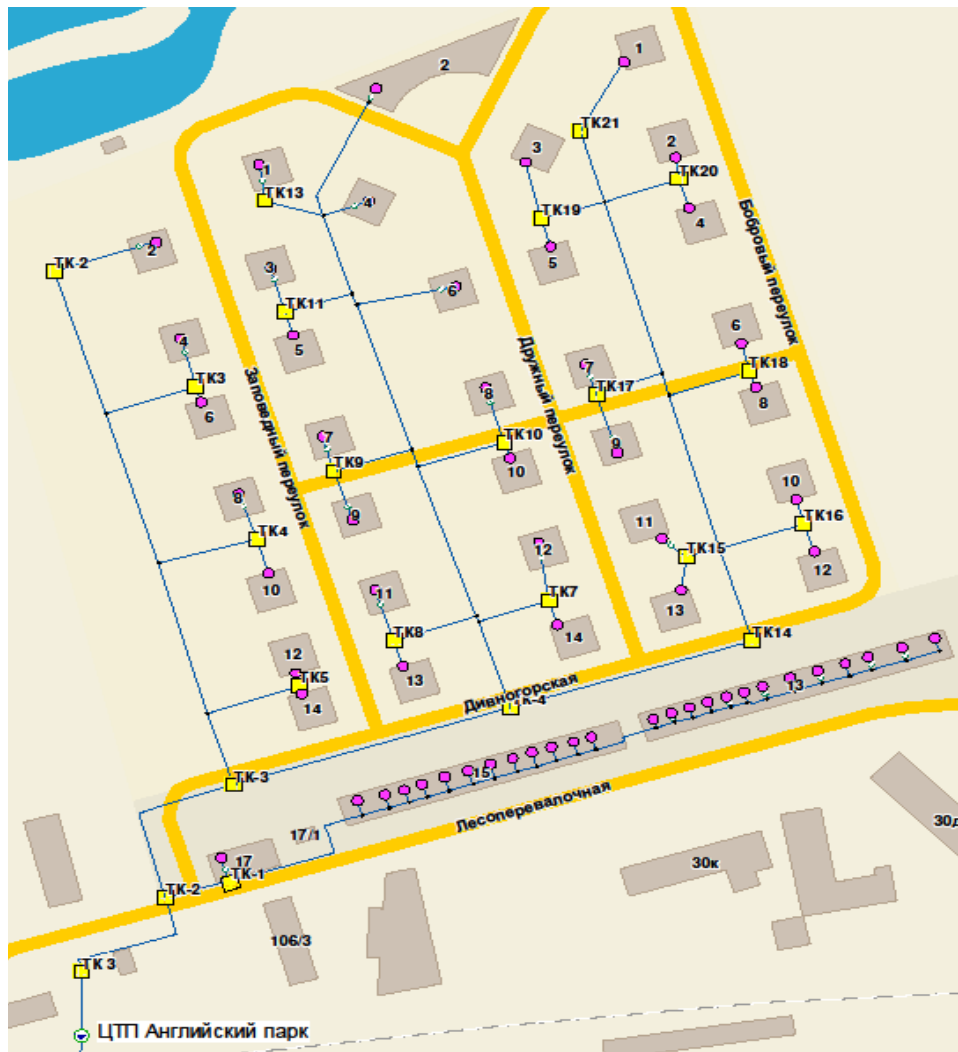 1
2
ТК21
3
2
1
ТК20
ТК13
4
4
ТК19
Бобровый переулок
2
ТК-2
3
5
6
ТК11
5
6
4
Дружный переулок
7
ТК18
ТК3
Заповедный переулок
8
ТК17
8
6
7
ТК10
9
ТК9
10
8
10
9
11
ТК16
ТК4
12
ТК15
12
10
11
ТК7
13
14
ТК8
ТК14
12
13
ТК5
Дивногорская
13
14
ТК-4
15
ТК-3
Лесоперевалочная
17/1
30д
17
30к
ТК-1
ТК-2
106/3
ТК 3
ЦТП Английский парк